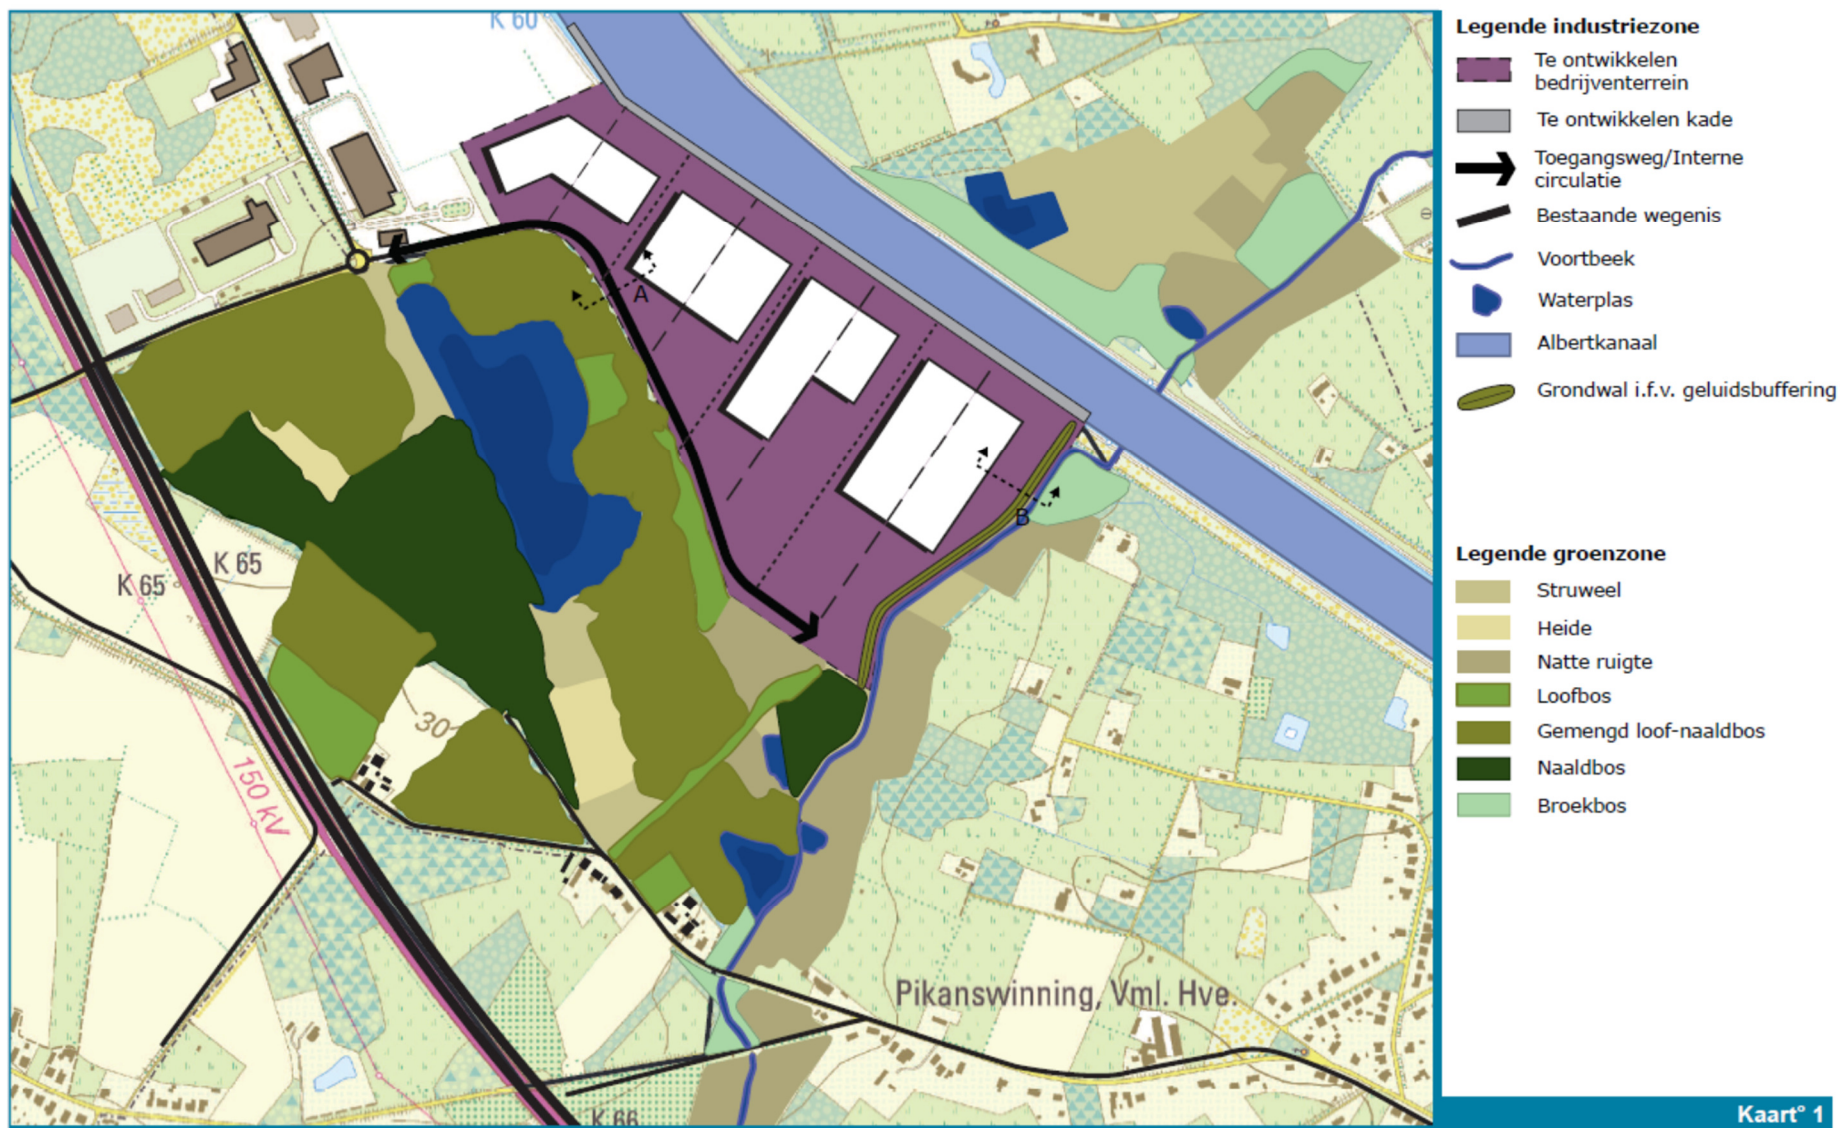 K 60
A
B
K 65
K 65
30
150 kV
Pikanswinning, Vml. Hve.
K 66
Legende industriezone
Te ontwikkelen
bedrijventerrein
Te ontwikkelen kade
Toegangsweg/Interne
circulatie
Bestaande wegenis
Voortbeek
Waterplas
Albertkanaal
Grondwal i.f.v. geluidsbuffering
Legende groenzone
Struweel
Heide
Natte ruigte
Loofbos
Gemengd loof-naaldbos
Naaldbos
Broekbos
Kaart° 1